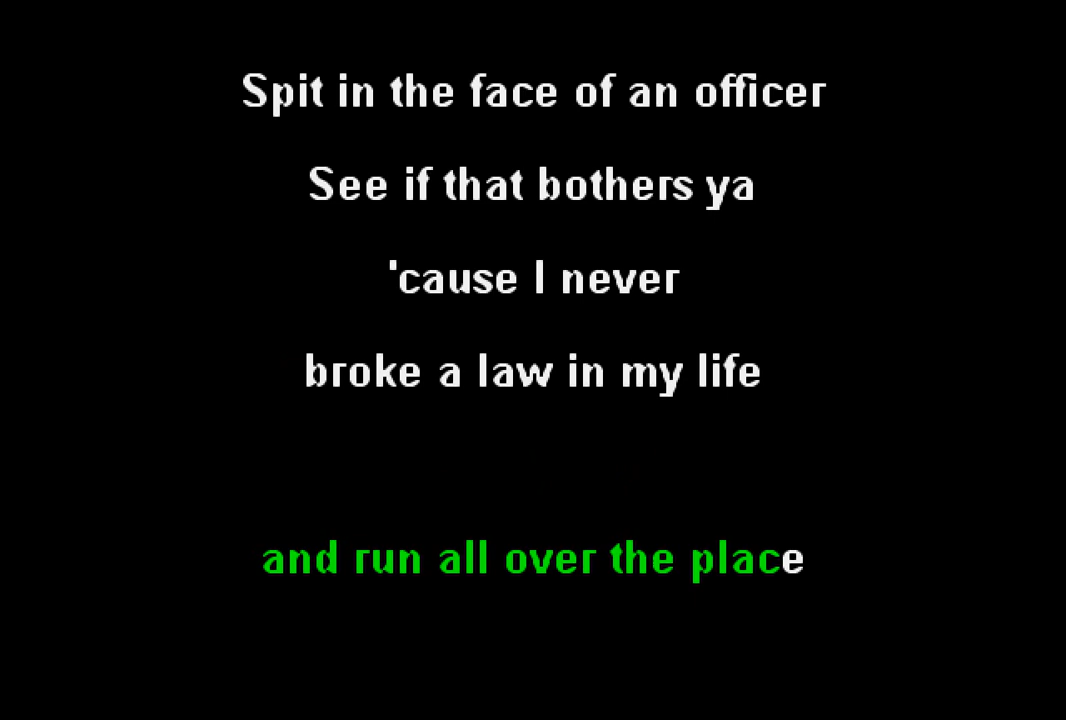 Spit in the face of an officer
See if that bothers ya
'cause I never
broke a law in my life
and run all over the place